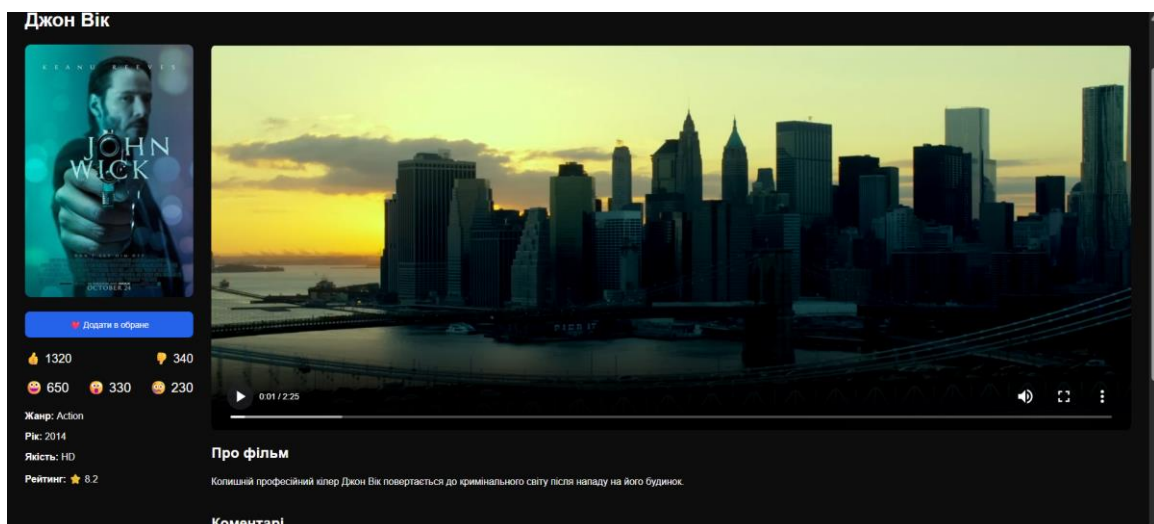 Джон Вік
KEANU REEVES
JOHN
WICK
OCTOBER 24
💗 Додати в обране
👍 1320 👎 340
😀 650 😲 330 😳 230
Жанр: Action
Рік: 2014
Якість: HD
Рейтинг: ⭐ 8.2
PIER 17
0:01 / 2:25
Про фільм
Колишній професійний кілер Джон Вік повертається до кримінального світу після нападу на його будинок.
Коментарі